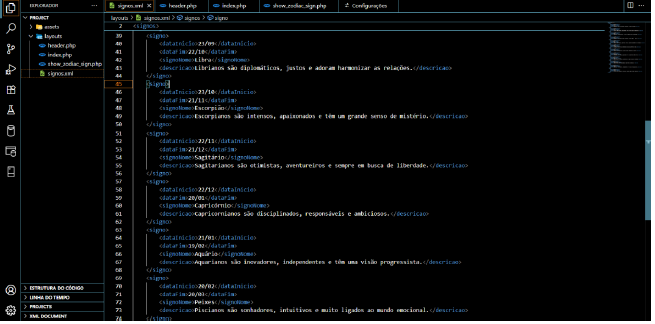 EXPLORADOR
PROJECT
assets
layouts
header.php
index.php
show_zodiac_sign.php
signos.xml
ESTRUTURA DO CÓDIGO
LINHA DO TEMPO
PROJECTS
XML DOCUMENT
signos.xml header.php index.php show_zodiac_sign.php Configurações
layouts > signos.xml > signos > signo
2 <signos>
39 <signo>
40 <dataInicio>23/09</dataInicio>
41 <dataFim>22/10</dataFim>
42 <signoNome>Libra</signoNome>
43 <descricao>Librianos são diplomáticos, justos e adoram harmonizar as relações.</descricao>
44 </signo>
45 <signo>
46 <dataInicio>23/10</dataInicio>
47 <dataFim>21/11</dataFim>
48 <signoNome>Escorpião</signoNome>
49 <descricao>Escorpianos são intensos, apaixonados e têm um grande senso de mistério.</descricao>
50 </signo>
51 <signo>
52 <dataInicio>22/11</dataInicio>
53 <dataFim>21/12</dataFim>
54 <signoNome>Sagitário</signoNome>
55 <descricao>Sagitarianos são otimistas, aventureiros e sempre em busca de liberdade.</descricao>
56 </signo>
57 <signo>
58 <dataInicio>22/12</dataInicio>
59 <dataFim>20/01</dataFim>
60 <signoNome>Capricórnio</signoNome>
61 <descricao>Capricornianos são disciplinados, responsáveis e ambiciosos.</descricao>
62 </signo>
63 <signo>
64 <dataInicio>21/01</dataInicio>
65 <dataFim>19/02</dataFim>
66 <signoNome>Aquário</signoNome>
67 <descricao>Aquarianos são inovadores, independentes e têm uma visão progressista.</descricao>
68 </signo>
69 <signo>
70 <dataInicio>20/02</dataInicio>
71 <dataFim>20/03</dataFim>
72 <signoNome>Peixes</signoNome>
73 <descricao>Piscianos são sonhadores, intuitivos e muito ligados ao mundo emocional.</descricao>
74 </signo>